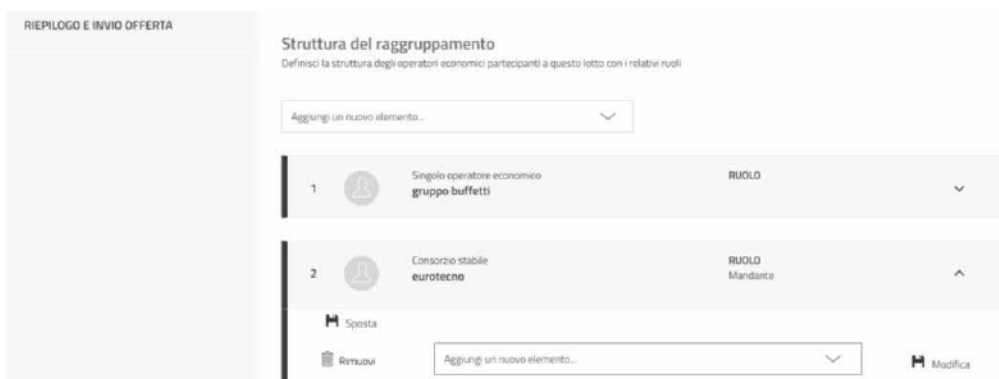 RIEPILOGO E INVIO OFFERTA
Struttura del raggruppamento
Definisci la struttura degli operatori economici partecipanti a questo lotto con i relativi ruoli
Aggiungi un nuovo elemento...
1
Singolo operatore economico
gruppo buffetti
RUOLO
2
Consorzio stabile
eurotecno
RUOLO
Mandante
Sposta
Rimuovi
Aggiungi un nuovo elemento...
Modifica